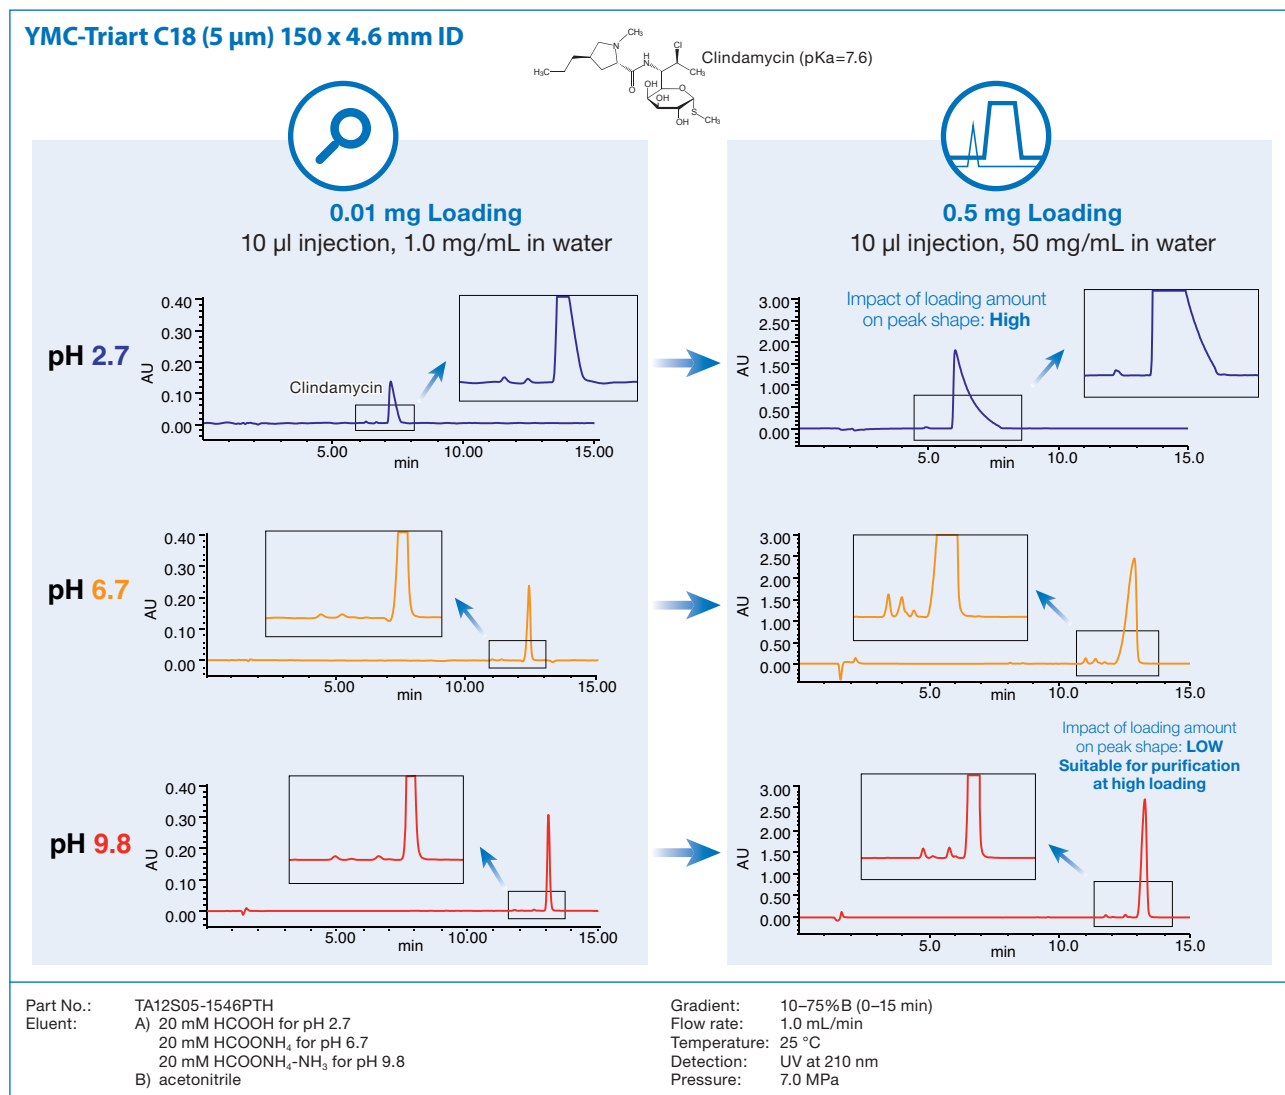 YMC-Triart C18 (5 µm) 150 x 4.6 mm ID
CH₃
N
H₃C
O
H
N
Cl
CH₃
OH
OH
O
OH
S
CH₃
Clindamycin (pKa=7.6)
0.01 mg Loading
10 µl injection, 1.0 mg/mL in water
0.5 mg Loading
10 µl injection, 50 mg/mL in water
pH 2.7
AU
0.40
0.30
0.20
0.10
0.00
Clindamycin
5.00
10.00
15.00
min
AU
3.00
2.50
2.00
1.50
1.00
0.50
0.00
Impact of loading amount
on peak shape: High
5.0
10.0
15.0
min
pH 6.7
AU
0.40
0.30
0.20
0.10
0.00
5.00
10.00
15.00
min
AU
3.00
2.50
2.00
1.50
1.00
0.50
0.00
5.0
10.0
15.0
min
pH 9.8
AU
0.40
0.30
0.20
0.10
0.00
5.00
10.00
15.00
min
AU
3.00
2.50
2.00
1.50
1.00
0.50
0.00
Impact of loading amount
on peak shape: LOW
Suitable for purification
at high loading
5.0
10.0
15.0
min
Part No.: TA12S05-1546PTH
Eluent: A) 20 mM HCOOH for pH 2.7
20 mM HCOONH₄ for pH 6.7
20 mM HCOONH₄-NH₃ for pH 9.8
B) acetonitrile
Gradient: 10–75%B (0–15 min)
Flow rate: 1.0 mL/min
Temperature: 25 °C
Detection: UV at 210 nm
Pressure: 7.0 MPa